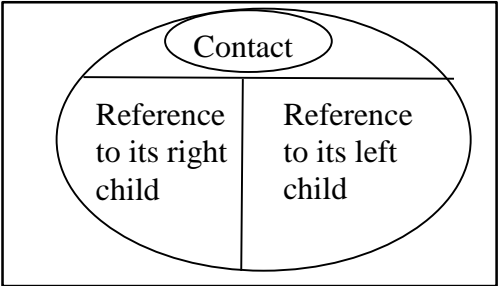 Contact
Reference
to its right
child
Reference
to its left
child